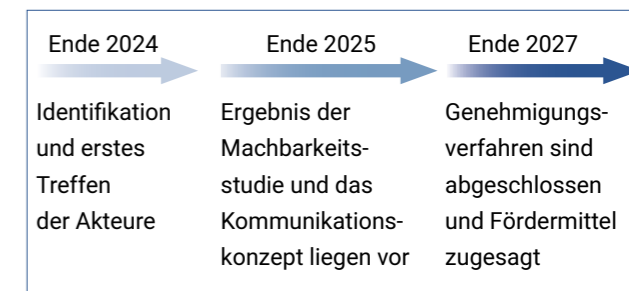 Ende 2024
Identifikation
und erstes
Treffen
der Akteure
Ende 2025
Ergebnis der
Machbarkeits-
studie und das
Kommunikations-
konzept liegen vor
Ende 2027
Genehmigungs-
verfahren sind
abgeschlossen
und Fördermittel
zugesagt